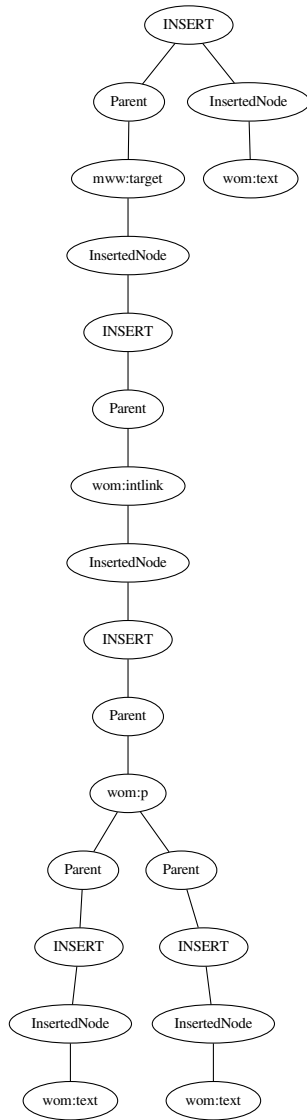 INSERT
Parent InsertedNode
mww:target wom:text
InsertedNode
INSERT
Parent
wom:intlink
InsertedNode
INSERT
Parent
wom:p
Parent Parent
INSERT INSERT
InsertedNode InsertedNode
wom:text wom:text